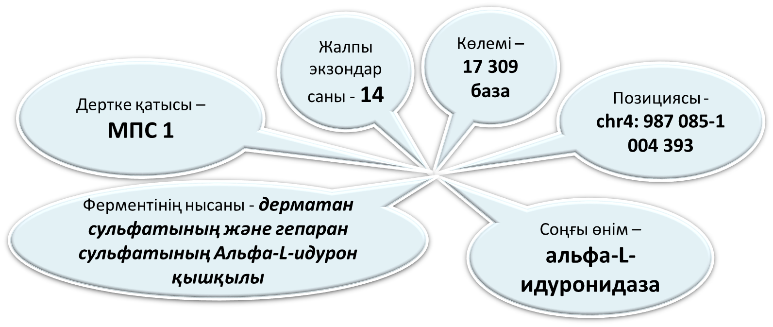 Дертке қатысы –
МПС 1
Жалпы
экзондар
саны - 14
Көлемі –
17 309
база
Позициясы -
chr4: 987 085-1
004 393
Ферментінің нысаны - дерматан
сульфатының және гепаран
сульфатының Альфа-L-идурон
қышқылы
Соңғы өнім –
альфа-L-
идуронидаза